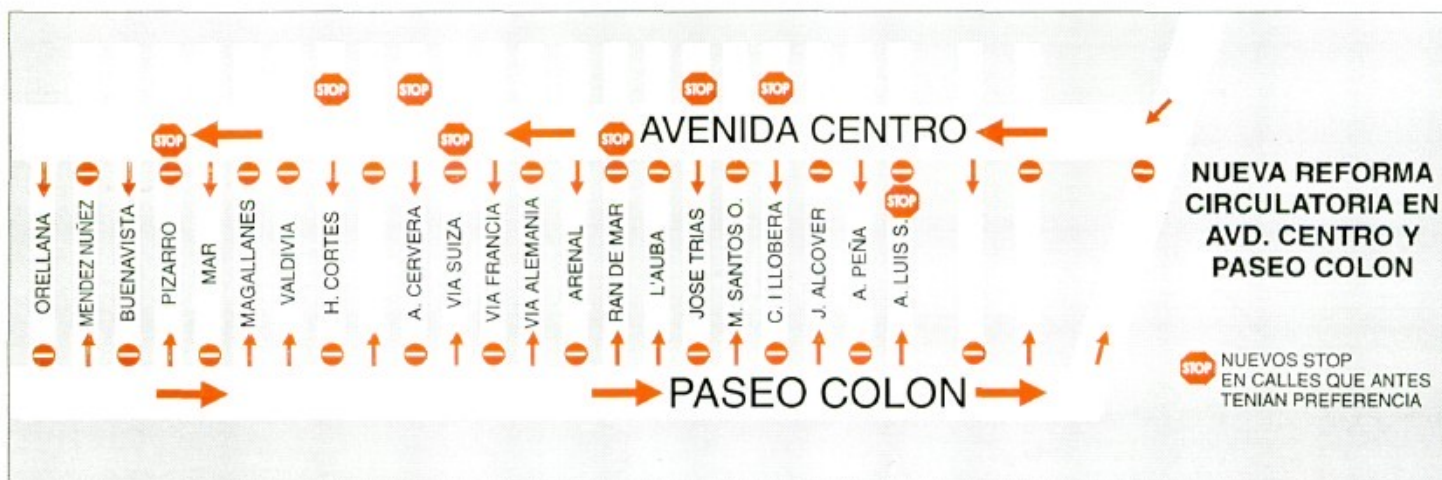 STOP
STOP
STOP
STOP
STOP
STOP
STOP
AVENIDA CENTRO
STOP
ORELLANA
MENDEZ NUÑEZ
BUENAVISTA
PIZARRO
MAR
MAGALLANES
VALDIVIA
H. CORTES
A. CERVERA
VIA SUIZA
VIA FRANCIA
VIA ALEMANIA
ARENAL
RAN DE MAR
L'AUBA
JOSE TRIAS
M. SANTOS O.
C. I LLOBERA
J. ALCOVER
A. PEÑA
A. LUIS S.
PASEO COLON
NUEVA REFORMA
CIRCULATORIA EN
AVD. CENTRO Y
PASEO COLON
STOP
NUEVOS STOP
EN CALLES QUE ANTES
TENIAN PREFERENCIA